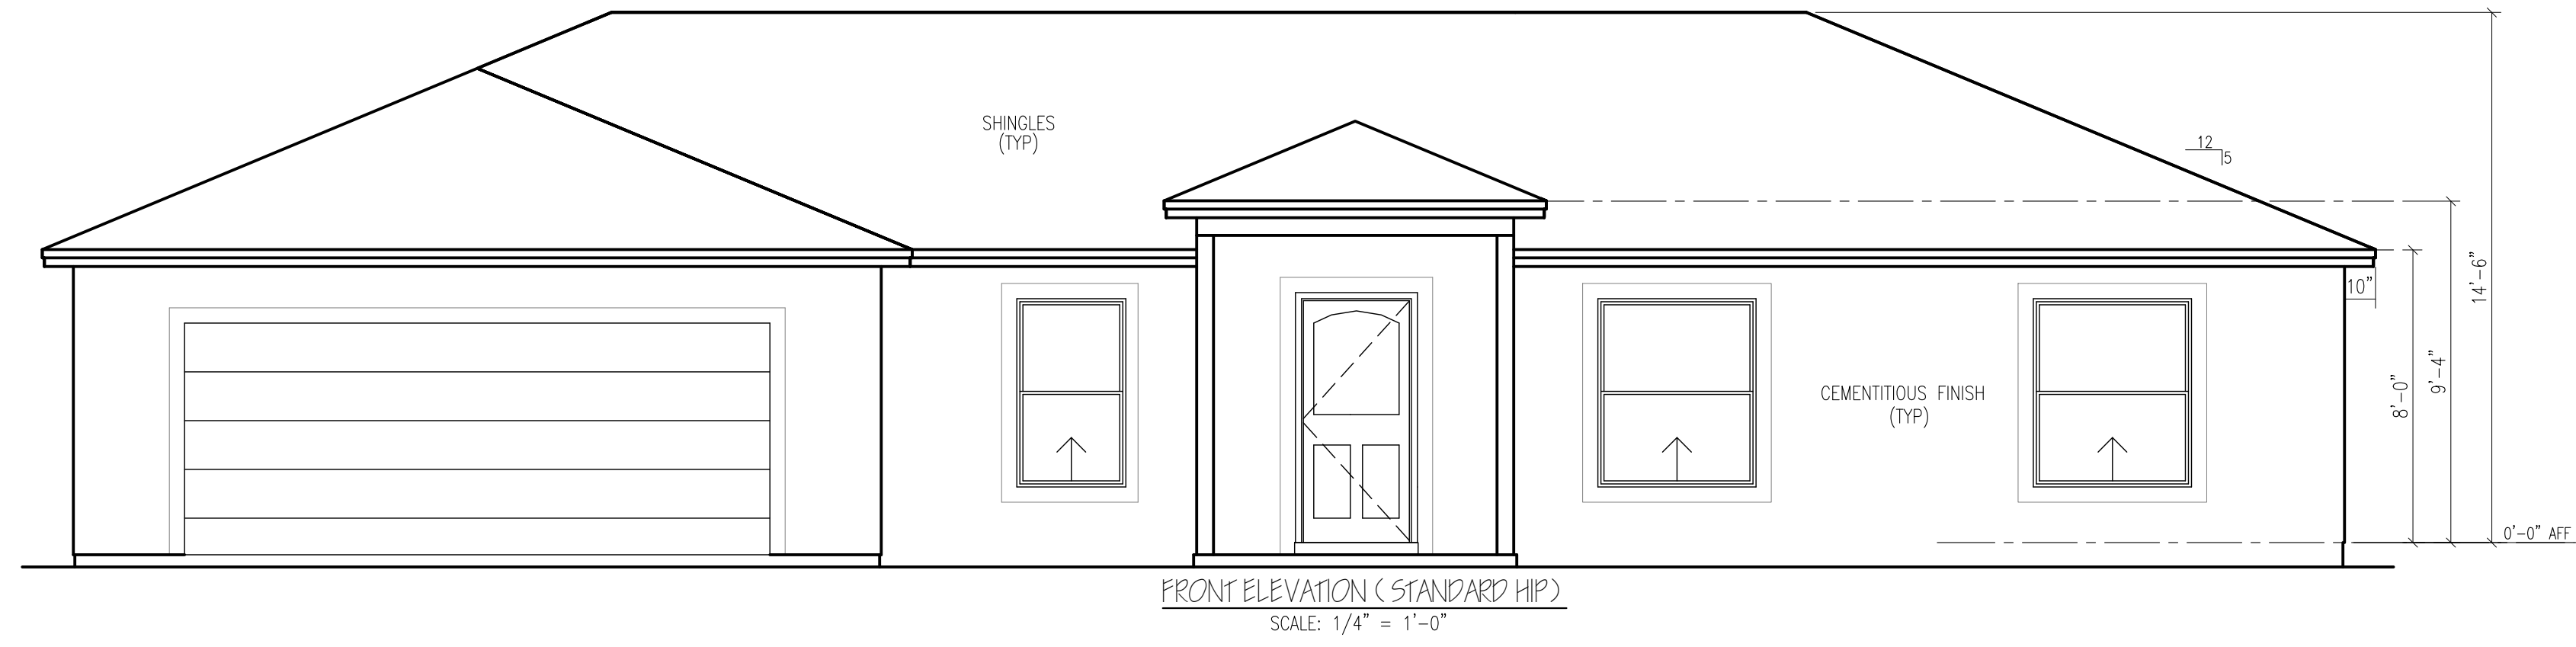 SHINGLES
(TYP)
12
5
10"
14'-6"
9'-4"
8'-0"
CEMENTITIOUS FINISH
(TYP)
0'-0" AFF
FRONT ELEVATION ( STANDARD HIP)
SCALE: 1/4" = 1'-0"